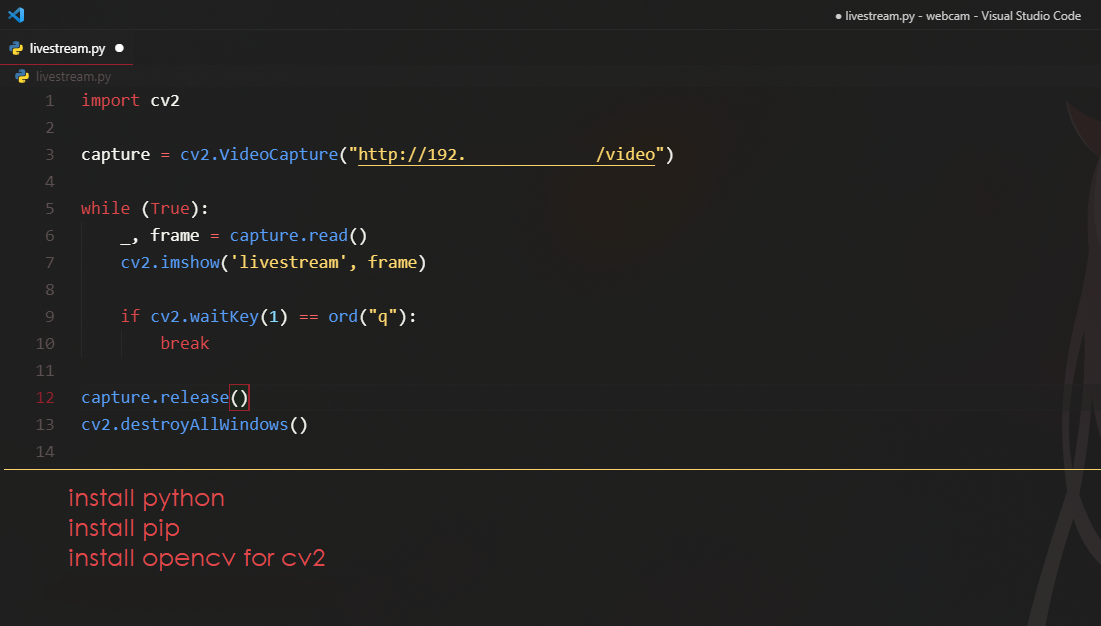 ● livestream.py - webcam - Visual Studio Code
livestream.py ●
livestream.py
1 import cv2
2
3 capture = cv2.VideoCapture("http://192.             /video")
4
5 while (True):
6     _, frame = capture.read()
7     cv2.imshow('livestream', frame)
8
9     if cv2.waitKey(1) == ord("q"):
10         break
11
12 capture.release()
13 cv2.destroyAllWindows()
14
install python
install pip
install opencv for cv2